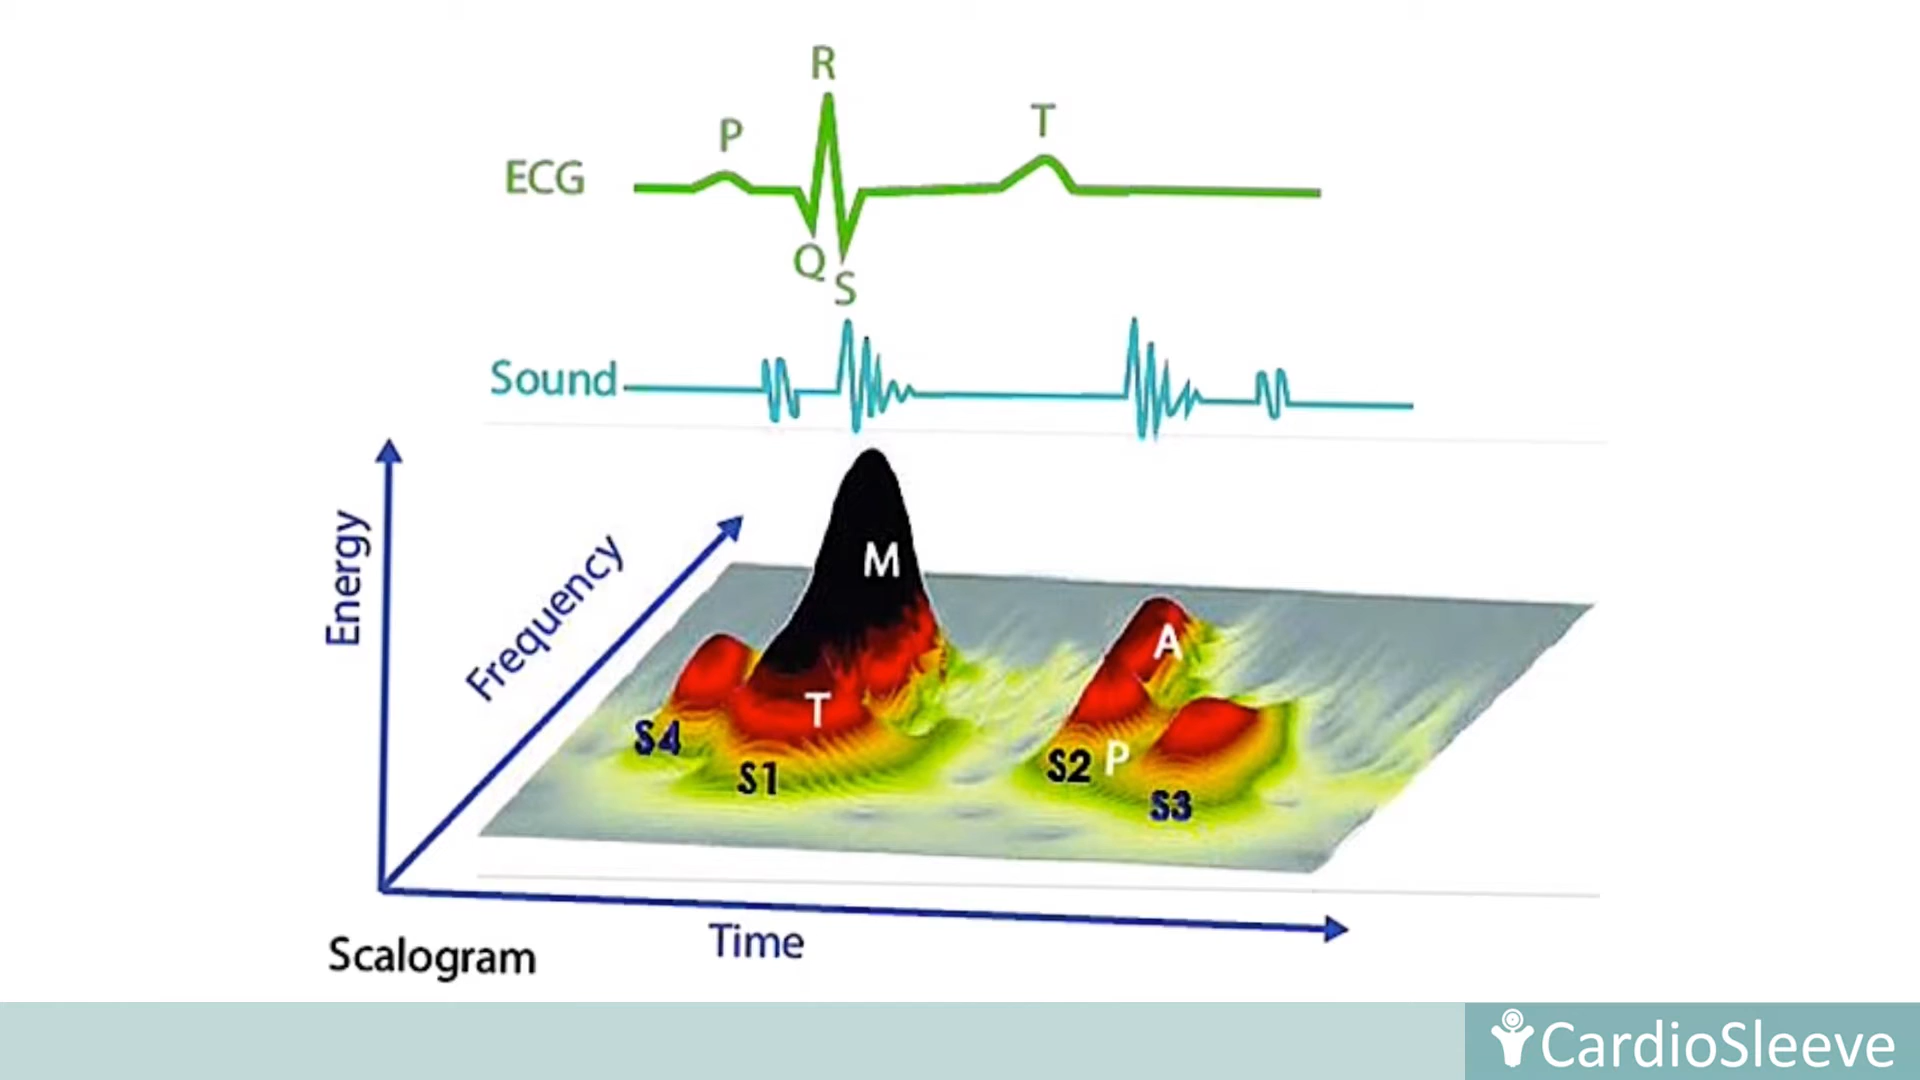 R
P
T
ECG
Q
S
Sound
Energy
Frequency
M
A
T
S4
S1
S2
P
S3
Time
Scalogram
CardioSleeve